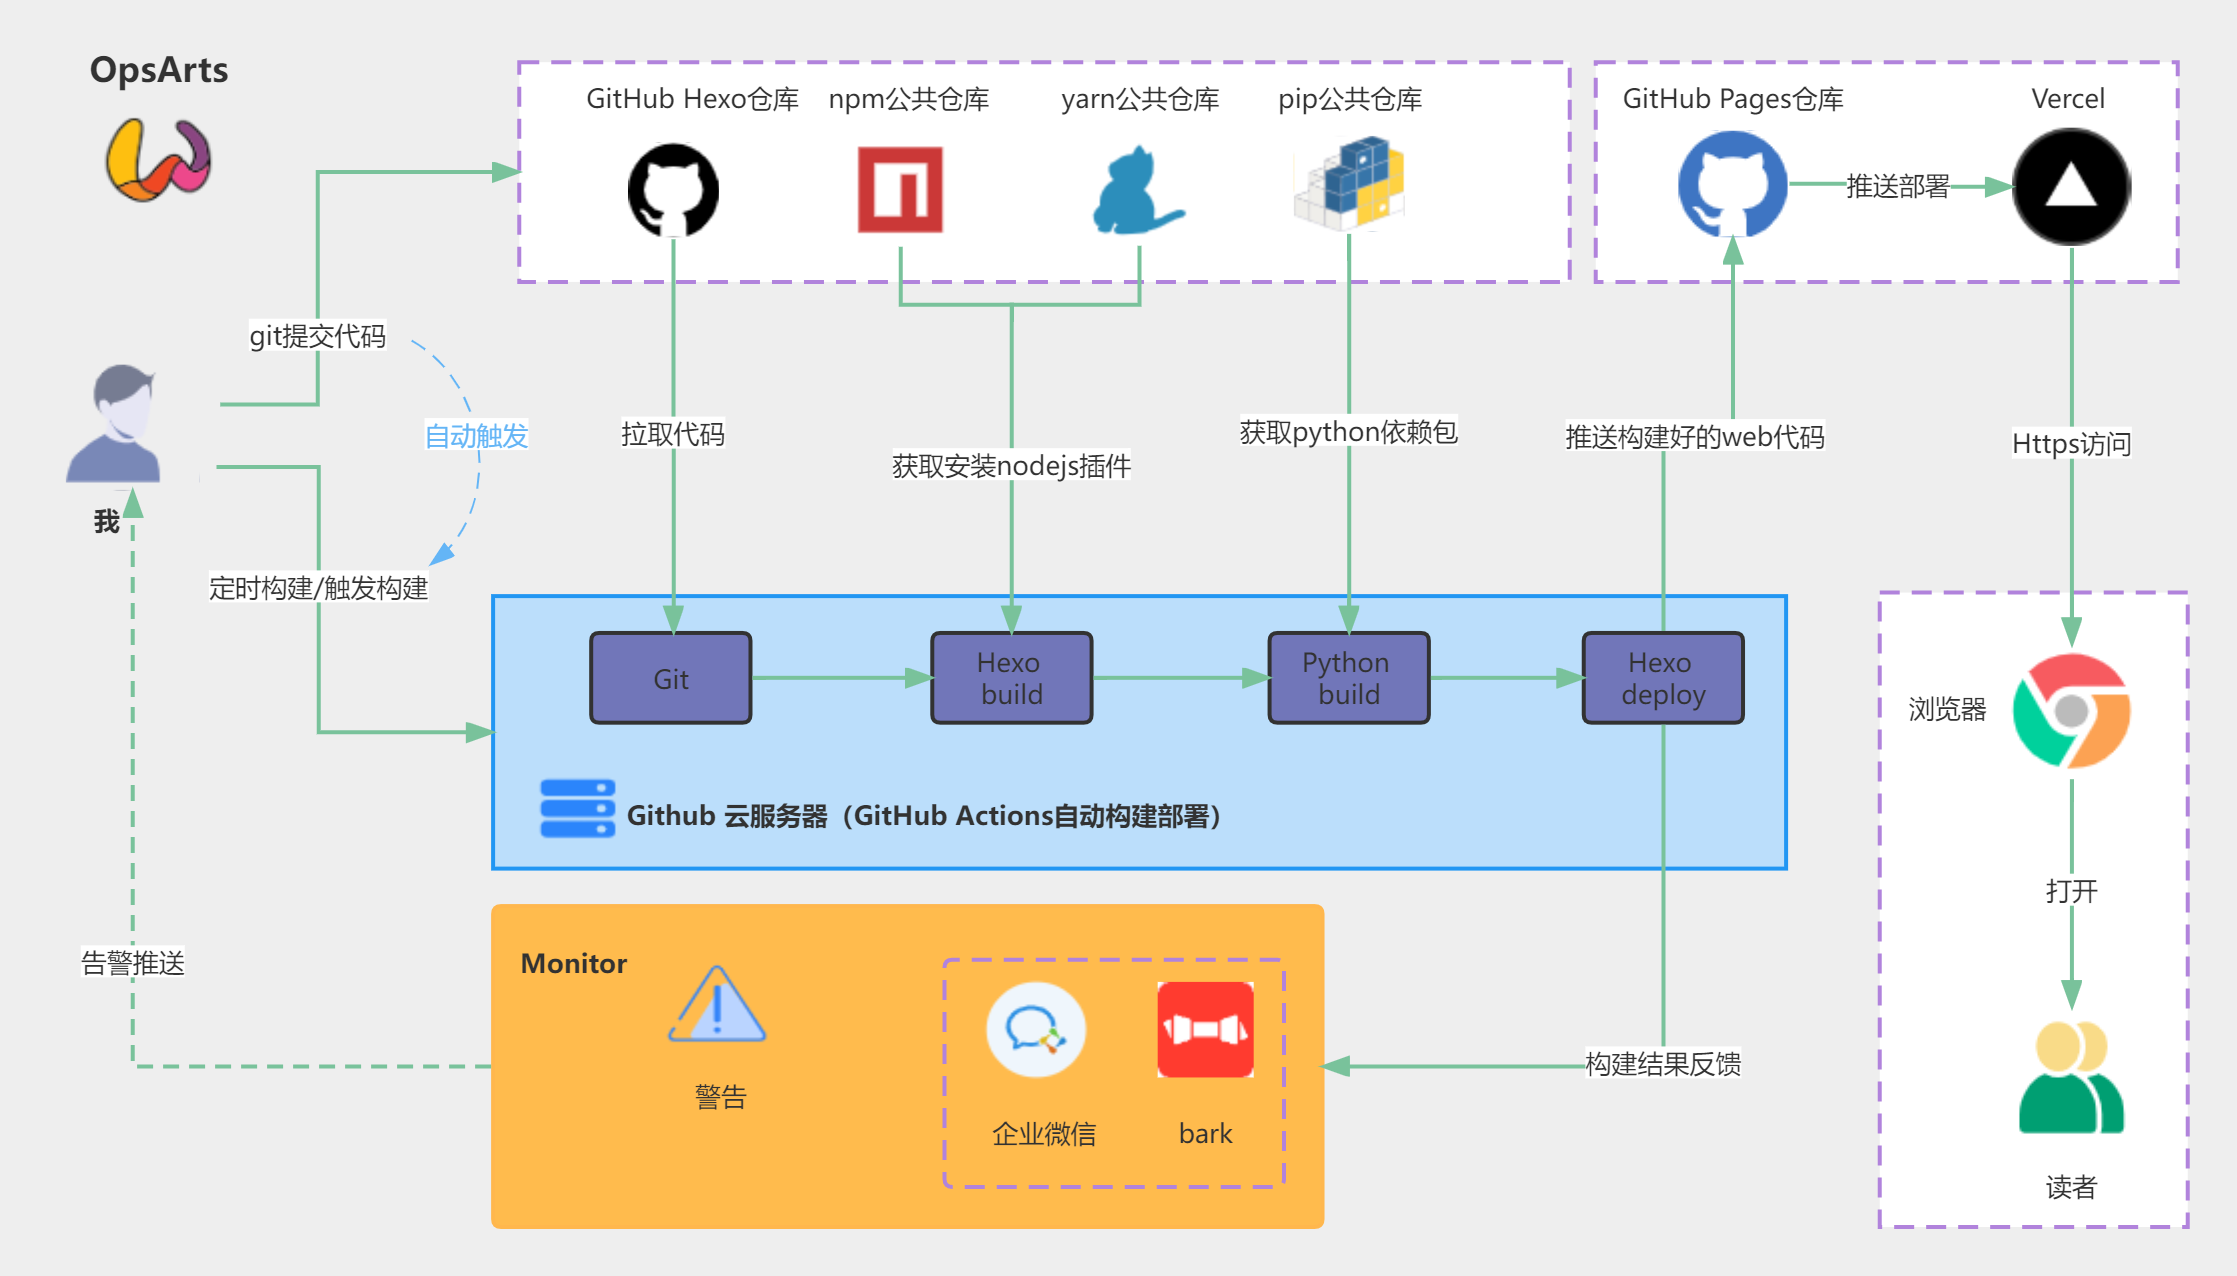 OpsArts
GitHub Hexo仓库
npm公共仓库
yarn公共仓库
pip公共仓库
GitHub Pages仓库
Vercel
推送部署
git提交代码
自动触发
拉取代码
获取安装nodejs插件
获取python依赖包
推送构建好的web代码
Https访问
我
定时构建/触发构建
Git
Hexo
build
Python
build
Hexo
deploy
浏览器
Github 云服务器（GitHub Actions自动构建部署）
打开
告警推送
Monitor
警告
企业微信
bark
构建结果反馈
读者